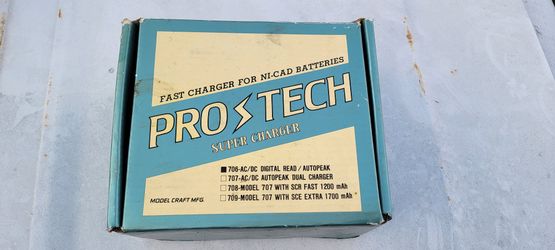 FAST CHARGER FOR NI-CAD BATTERIES
PRO TECH
SUPER CHARGER
■ 706-AC/DC DIGITAL READ/AUTOPEAK
□ 707-AC/DC AUTOPEAK DUAL CHARGER
□ 708-MODEL 707 WITH SCR FAST 1200 mAh
□ 709-MODEL 707 WITH SCE EXTRA 1700 mAh
MODEL CRAFT MFG.